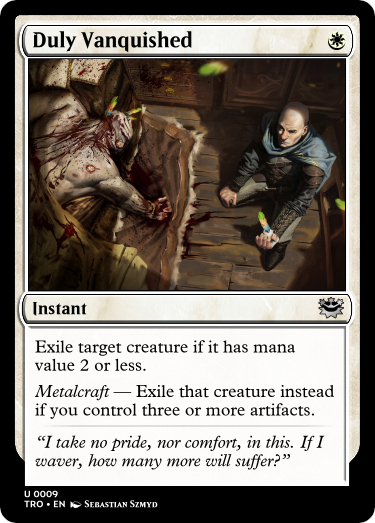 Duly Vanquished
Instant
Exile target creature if it has mana
value 2 or less.
Metalcraft — Exile that creature instead
if you control three or more artifacts.
“I take no pride, nor comfort, in this. If I
waver, how many more will suffer?”
U 0009
TRO • EN Sebastian Szmyd